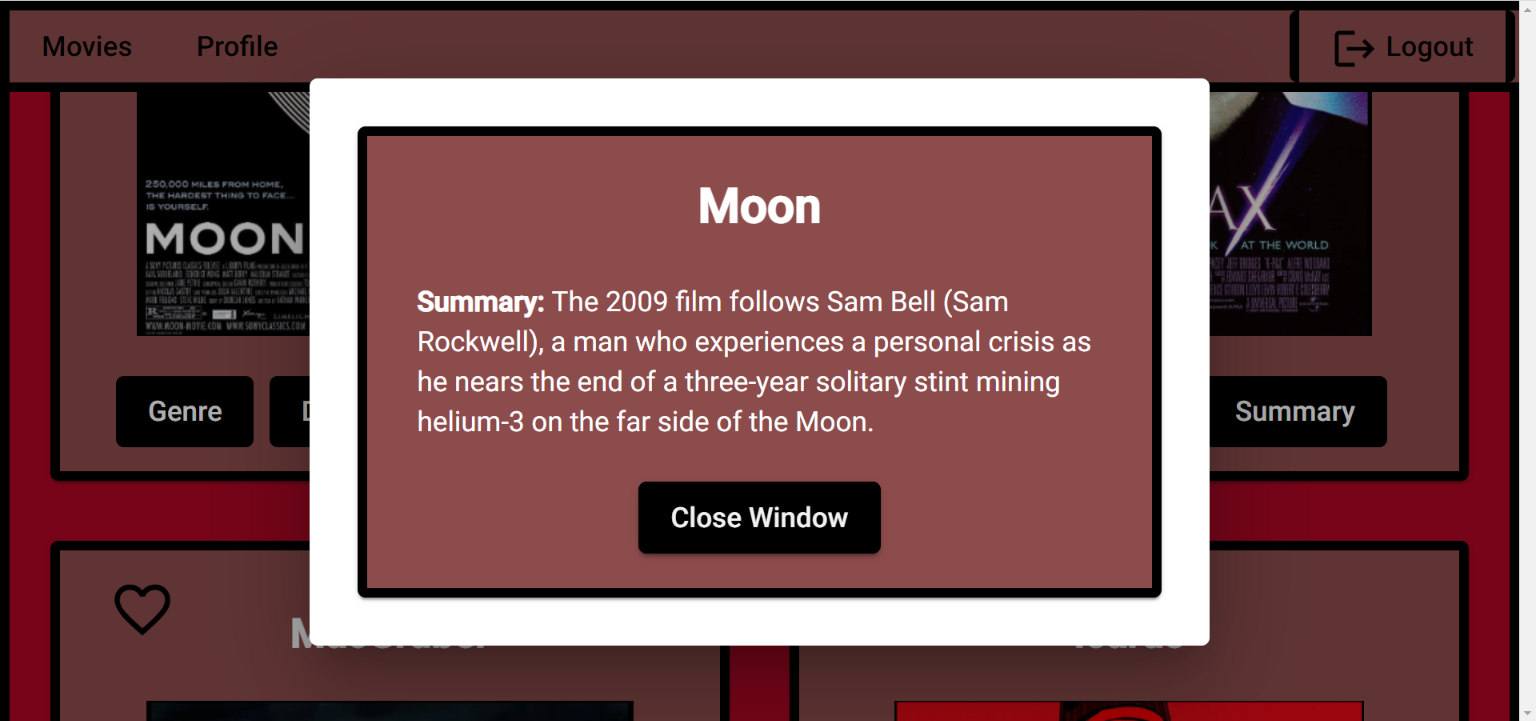 Movies
Profile
Logout
250,000 MILES FROM HOME,
THE HARDEST THING TO FACE...
IS YOURSELF.
MOON
WWW.MOON-MOVIE.COM WWW.SONYCLASSICS.COM
Genre
Moon
Summary: The 2009 film follows Sam Bell (Sam
Rockwell), a man who experiences a personal crisis as
he nears the end of a three-year solitary stint mining
helium-3 on the far side of the Moon.
Close Window
AX
AT THE WORLD
Summary